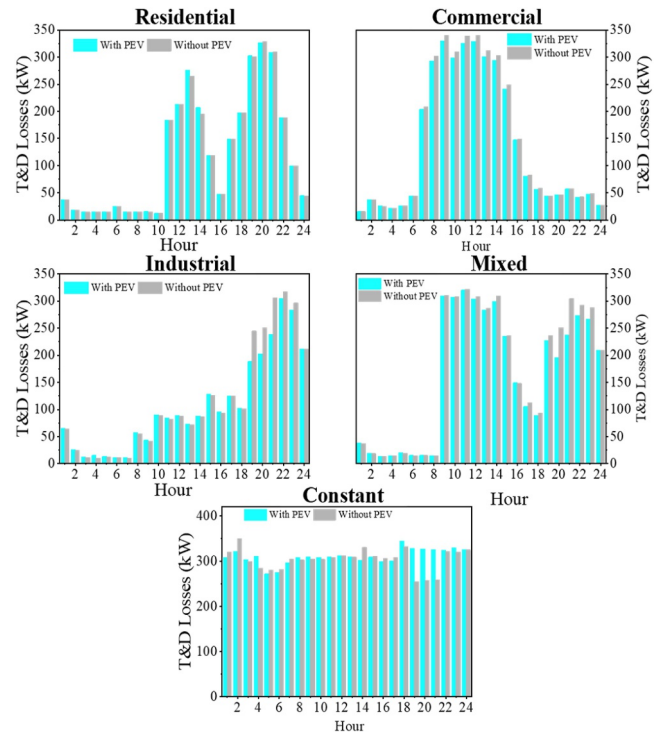 Residential
With PEV
Without PEV
350
300
250
200
150
100
50
0
T&D Losses (kW)
2 4 6 8 10 12 14 16 18 20 22 24
Hour
Commercial
With PEV
Without PEV
350
300
250
200
150
100
50
0
T&D Losses (kW)
2 4 6 8 10 12 14 16 18 20 22 24
Hour
Industrial
With PEV
Without PEV
350
300
250
200
150
100
50
0
T&D Losses (kW)
2 4 6 8 10 12 14 16 18 20 22 24
Hour
Mixed
With PEV
Without PEV
350
300
250
200
150
100
50
0
T&D Losses (kW)
2 4 6 8 10 12 14 16 18 20 22 24
Hour
Constant
With PEV
Without PEV
400
300
200
100
0
T&D Losses (kW)
2 4 6 8 10 12 14 16 18 20 22 24
Hour